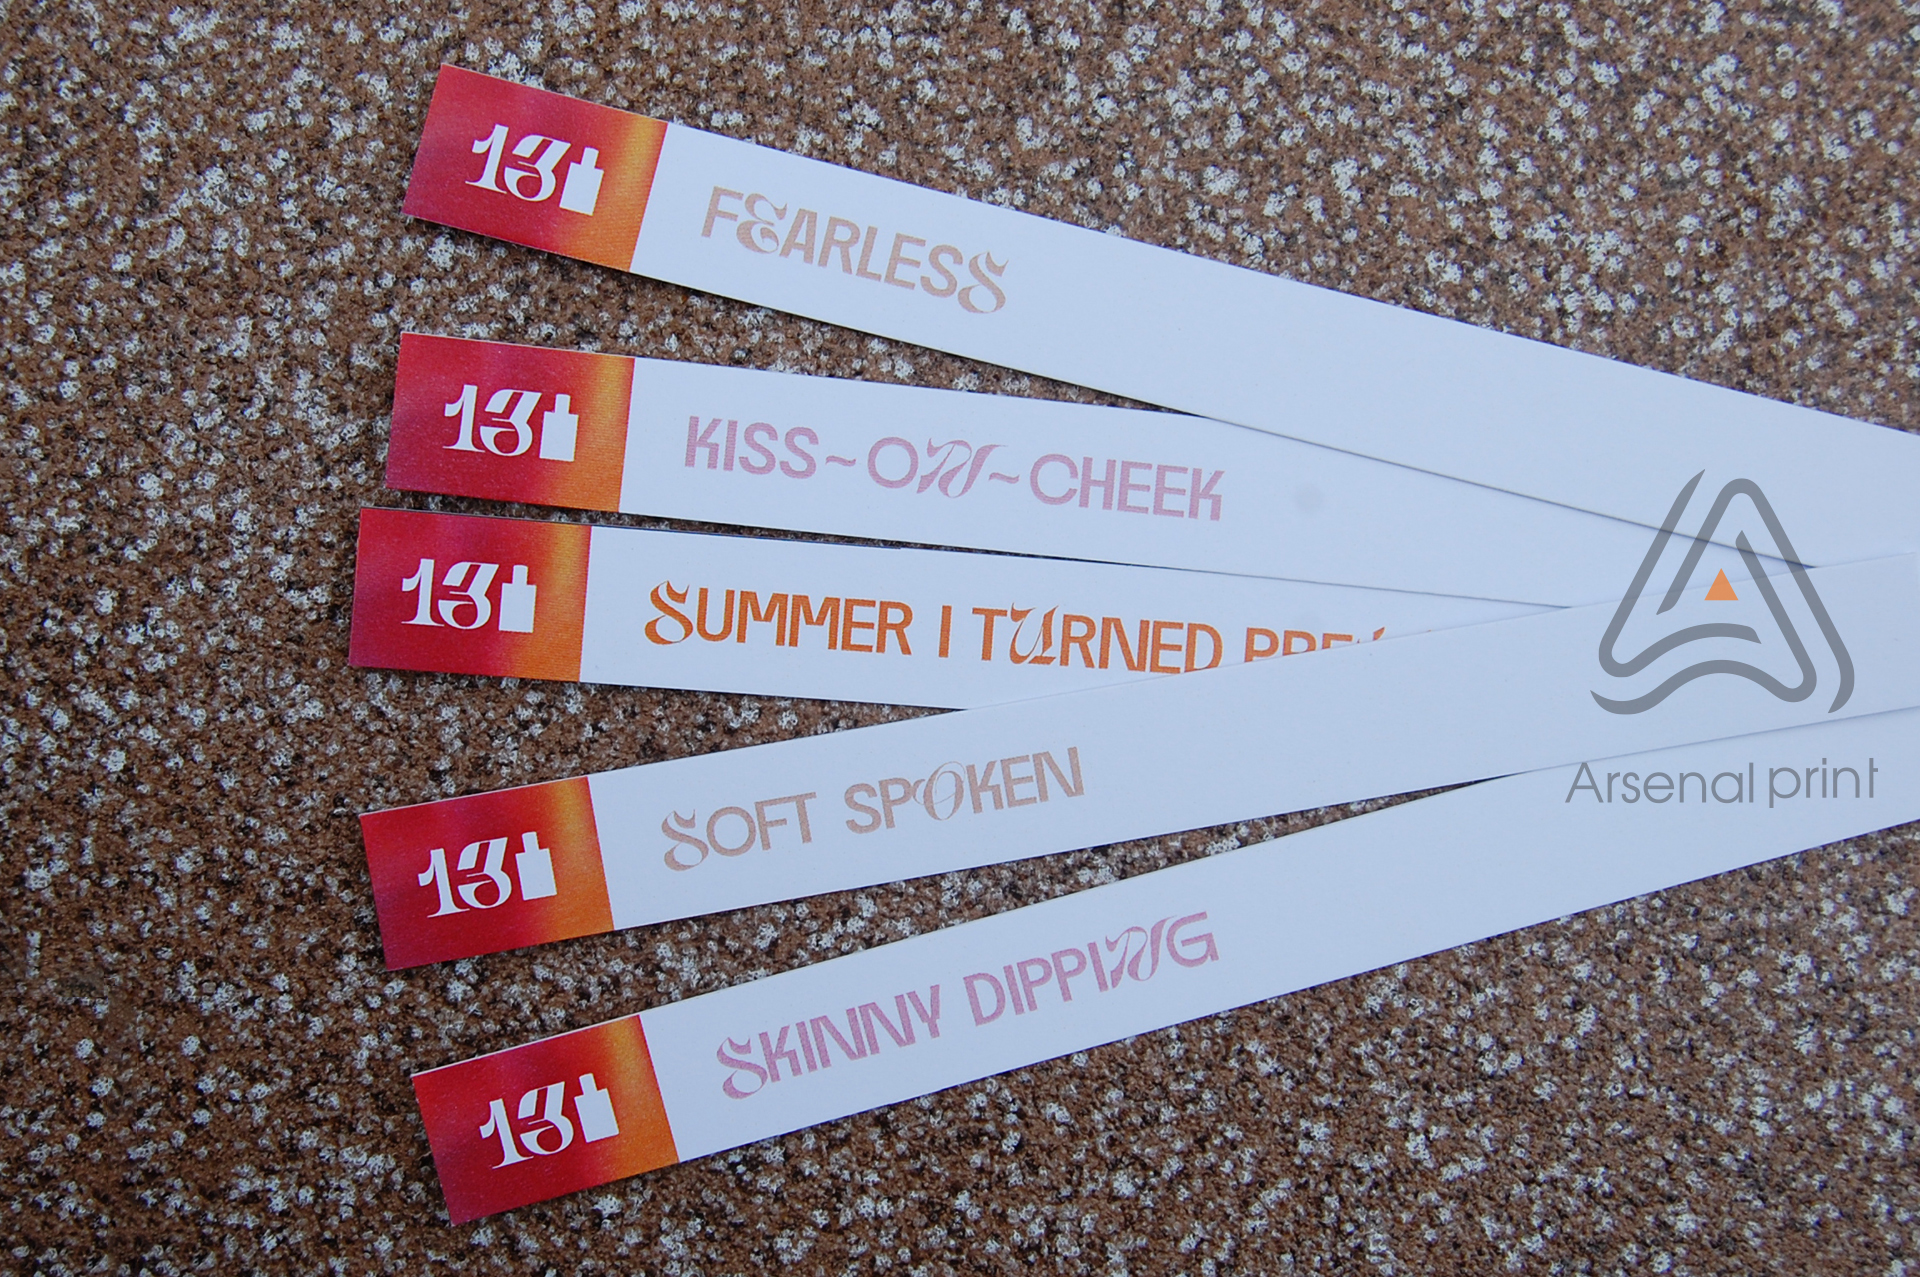 13
FEARLESS
13
KISS~ON~CHEEK
13
SUMMER I TURNED
13
SOFT SPOKEN
13
SKINNY DIPPING
Arsenal print